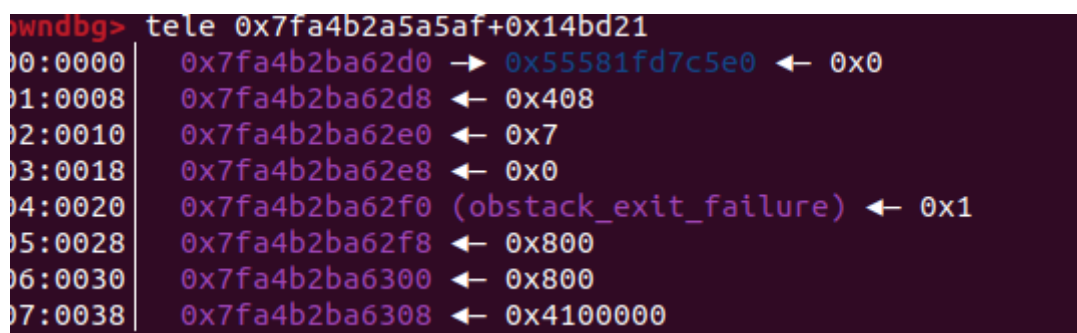 pwndbg> tele 0x7fa4b2a5a5af+0x14bd21
00:0000│ 0x7fa4b2ba62d0 —▸ 0x55581fd7c5e0 ◂— 0x0
01:0008│ 0x7fa4b2ba62d8 ◂— 0x408
02:0010│ 0x7fa4b2ba62e0 ◂— 0x7
03:0018│ 0x7fa4b2ba62e8 ◂— 0x0
04:0020│ 0x7fa4b2ba62f0 (obstack_exit_failure) ◂— 0x1
05:0028│ 0x7fa4b2ba62f8 ◂— 0x800
06:0030│ 0x7fa4b2ba6300 ◂— 0x800
07:0038│ 0x7fa4b2ba6308 ◂— 0x4100000